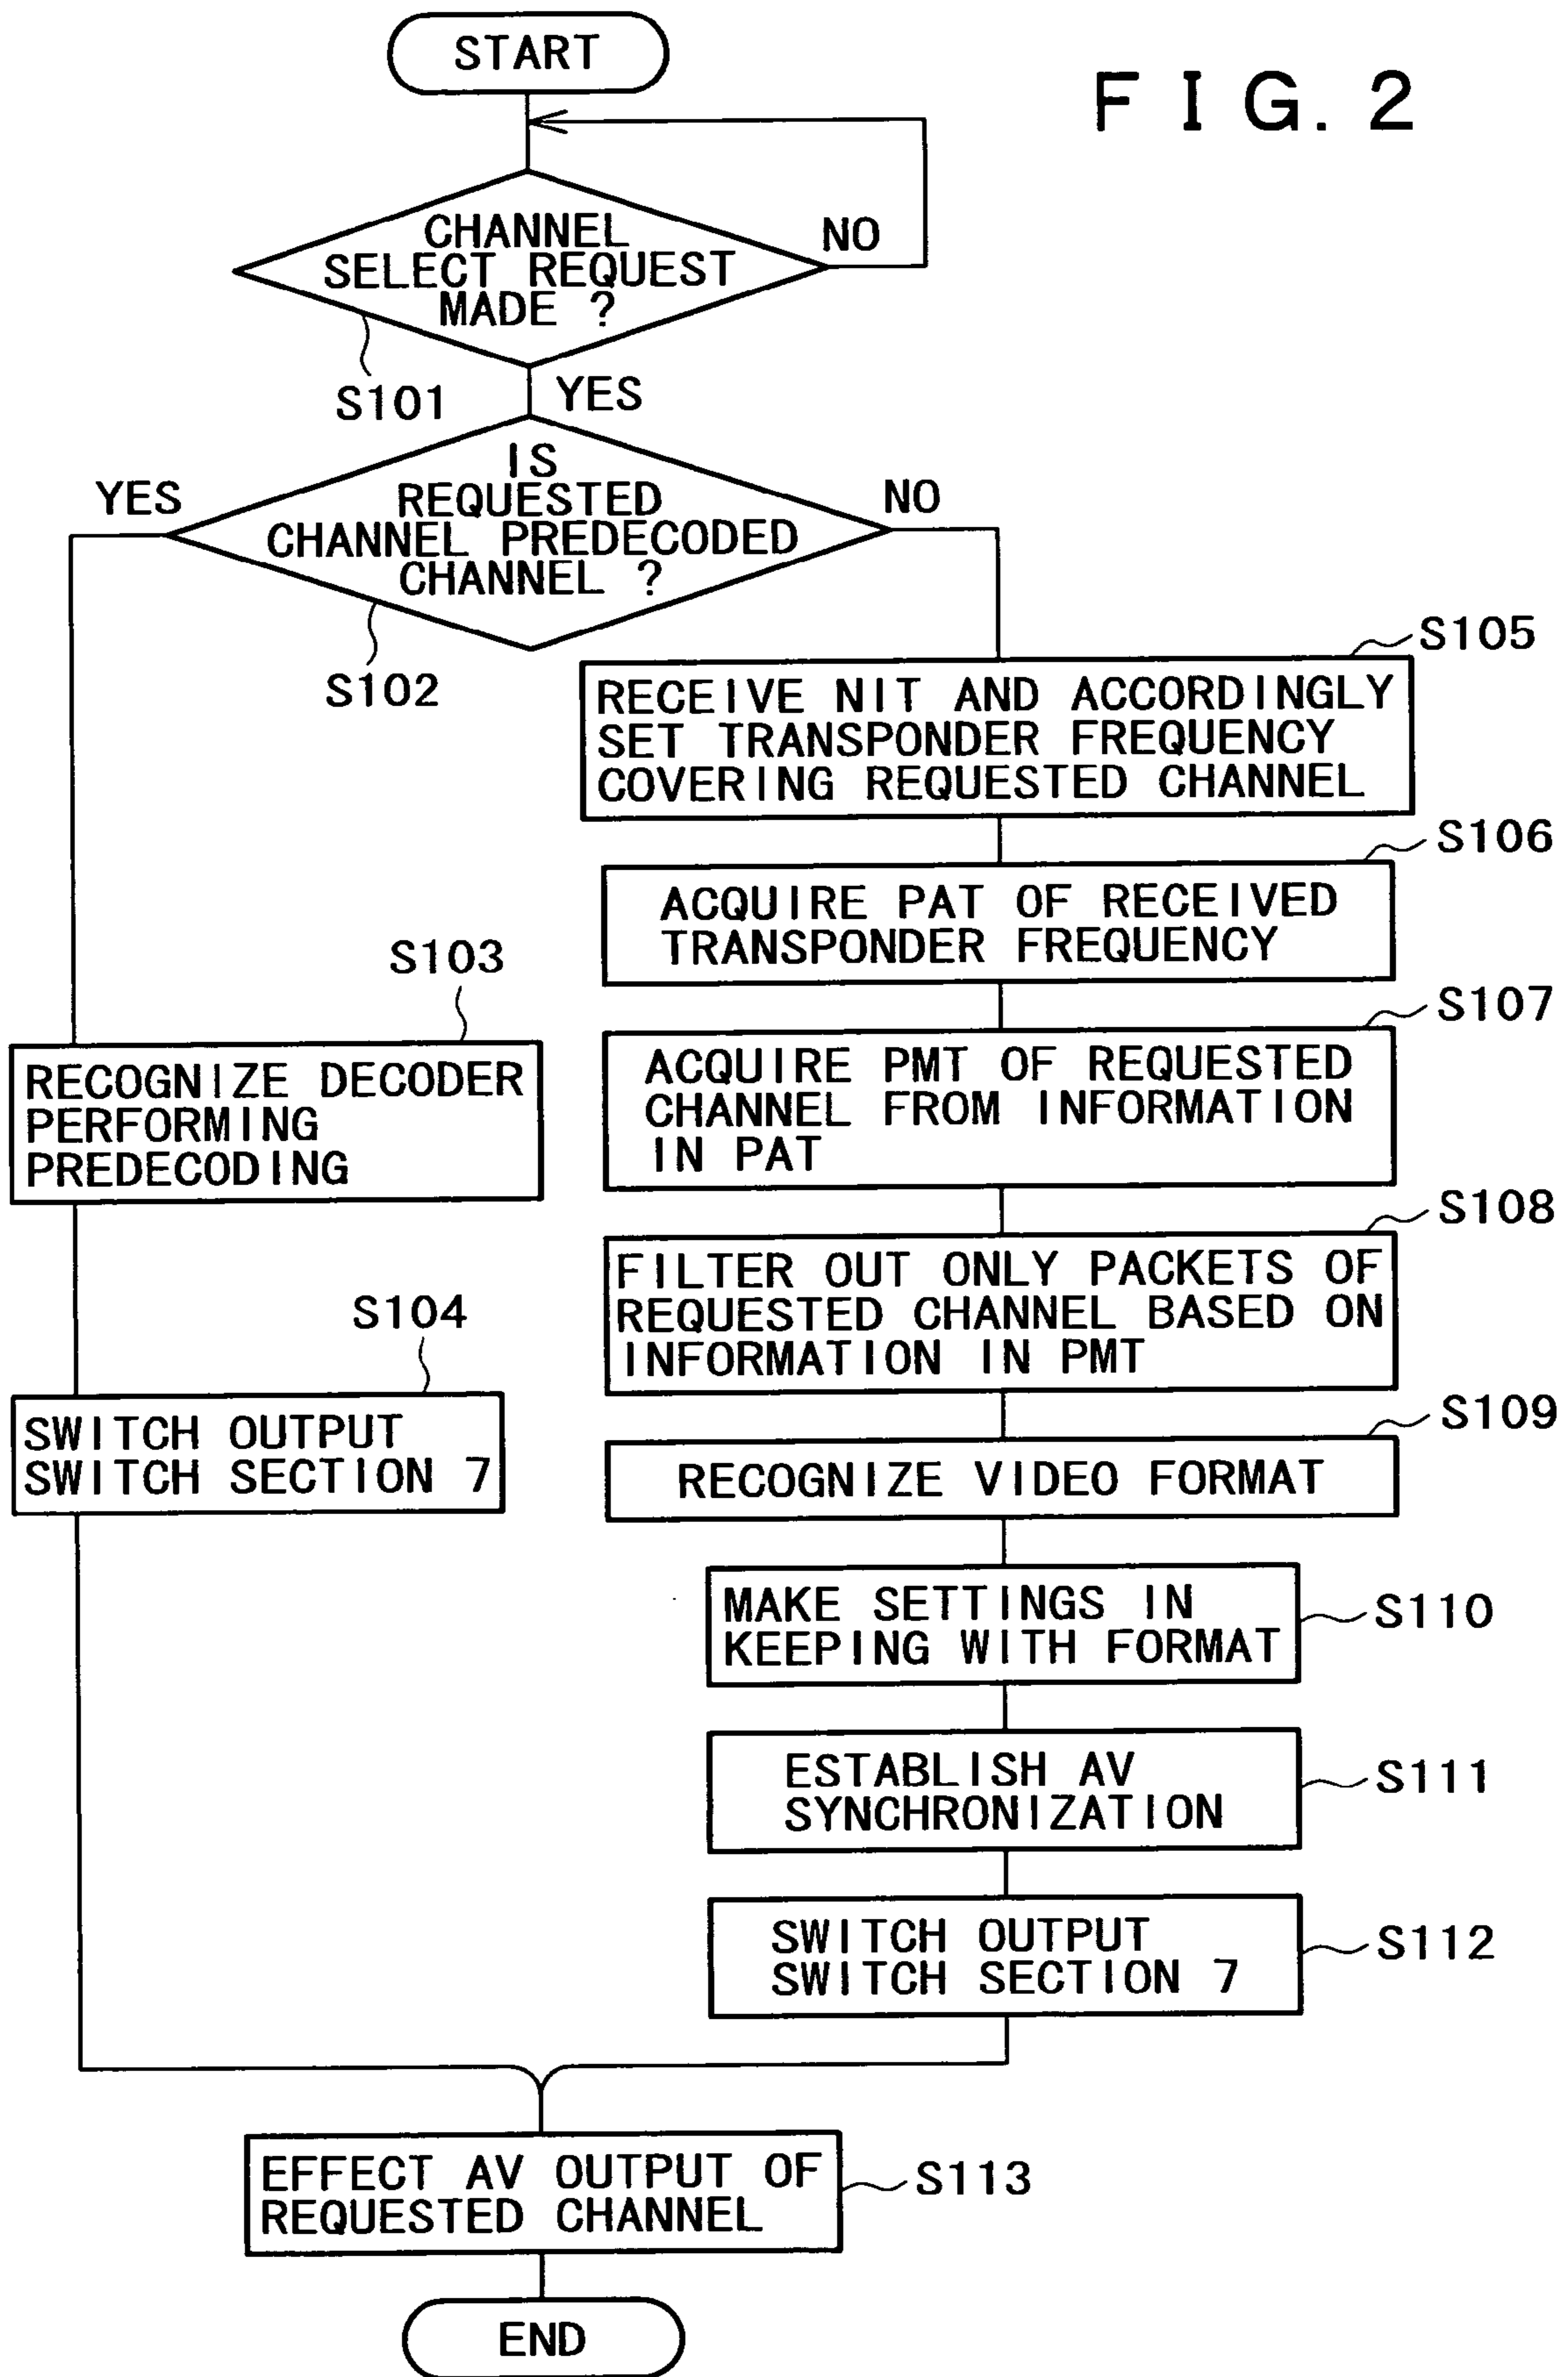 START
FIG. 2
CHANNEL
SELECT REQUEST
MADE ?
NO
S101
YES
IS
REQUESTED
CHANNEL PREDECODED
CHANNEL ?
YES
NO
S102
S105
RECEIVE NIT AND ACCORDINGLY
SET TRANSPONDER FREQUENCY
COVERING REQUESTED CHANNEL
S106
ACQUIRE PAT OF RECEIVED
TRANSPONDER FREQUENCY
S103
RECOGNIZE DECODER
PERFORMING
PREDECODING
S107
ACQUIRE PMT OF REQUESTED
CHANNEL FROM INFORMATION
IN PAT
S108
FILTER OUT ONLY PACKETS OF
REQUESTED CHANNEL BASED ON
INFORMATION IN PMT
S104
SWITCH OUTPUT
SWITCH SECTION 7
S109
RECOGNIZE VIDEO FORMAT
MAKE SETTINGS IN
KEEPING WITH FORMAT
S110
ESTABLISH AV
SYNCHRONIZATION
S111
SWITCH OUTPUT
SWITCH SECTION 7
S112
EFFECT AV OUTPUT OF
REQUESTED CHANNEL
S113
END